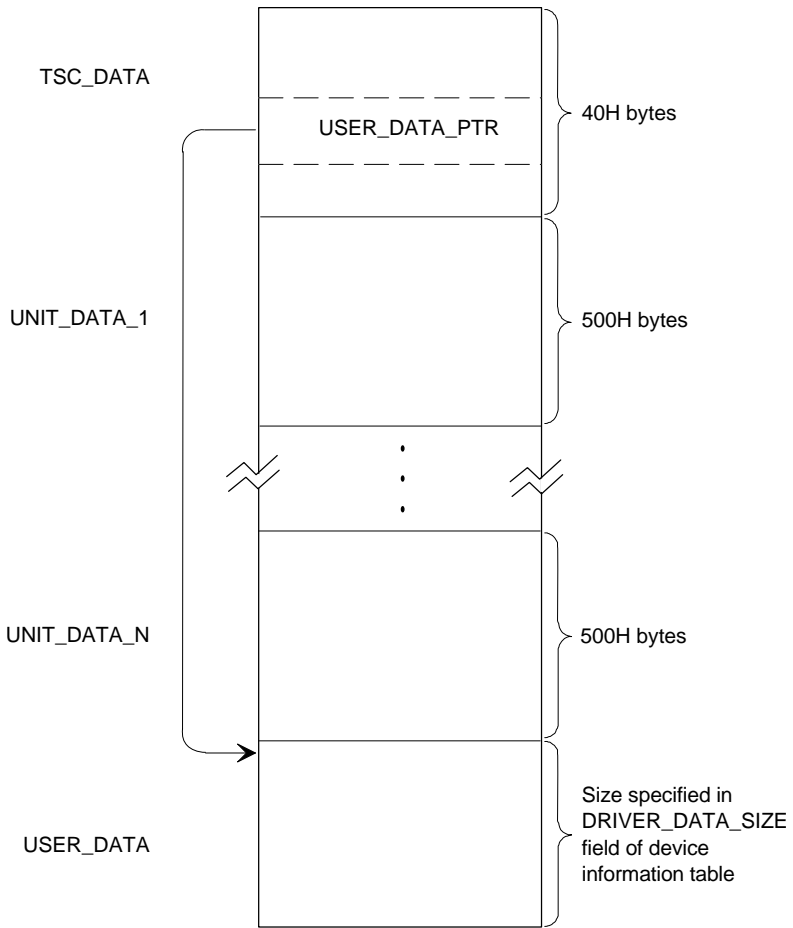 TSC_DATA
USER_DATA_PTR
40H bytes
UNIT_DATA_1
500H bytes
UNIT_DATA_N
500H bytes
USER_DATA
Size specified in
DRIVER_DATA_SIZE
field of device
information table